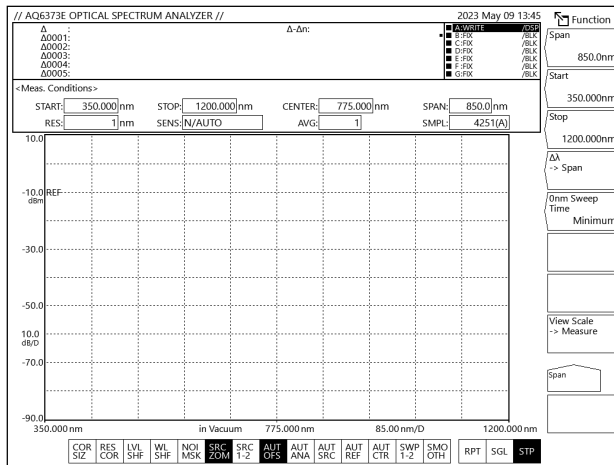 // AQ6373E OPTICAL SPECTRUM ANALYZER // 2023 May 09 13:45
Function
Δ : Δ-Δn:
Δ0001:
Δ0002:
Δ0003:
Δ0004:
Δ0005:
A:WRITE /DSP
B:FIX /BLK
C:FIX /BLK
D:FIX /BLK
E:FIX /BLK
F:FIX /BLK
G:FIX /BLK
<Meas. Conditions>
START: 350.000 nm STOP: 1200.000 nm CENTER: 775.000 nm SPAN: 850.0 nm
RES: 1 nm SENS: N/AUTO AVG: 1 SMPL: 4251(A)
10.0
-10.0 REF
dBm
-30.0
-50.0
10.0
dB/D
-70.0
-90.0
350.000 nm in Vacuum 775.000 nm 85.00 nm/D 1200.000 nm
COR SIZ
RES COR
LVL SHF
WL SHF
NOI MSK
SRC ZOM
SRC 1-2
AUT OFS
AUT ANA
AUT SRC
AUT REF
AUT CTR
SWP 1-2
SMO OTH
RPT SGL STP
Span
850.0nm
Start
350.000nm
Stop
1200.000nm
Δλ
-> Span
0nm Sweep
Time
Minimum
View Scale
-> Measure
Span